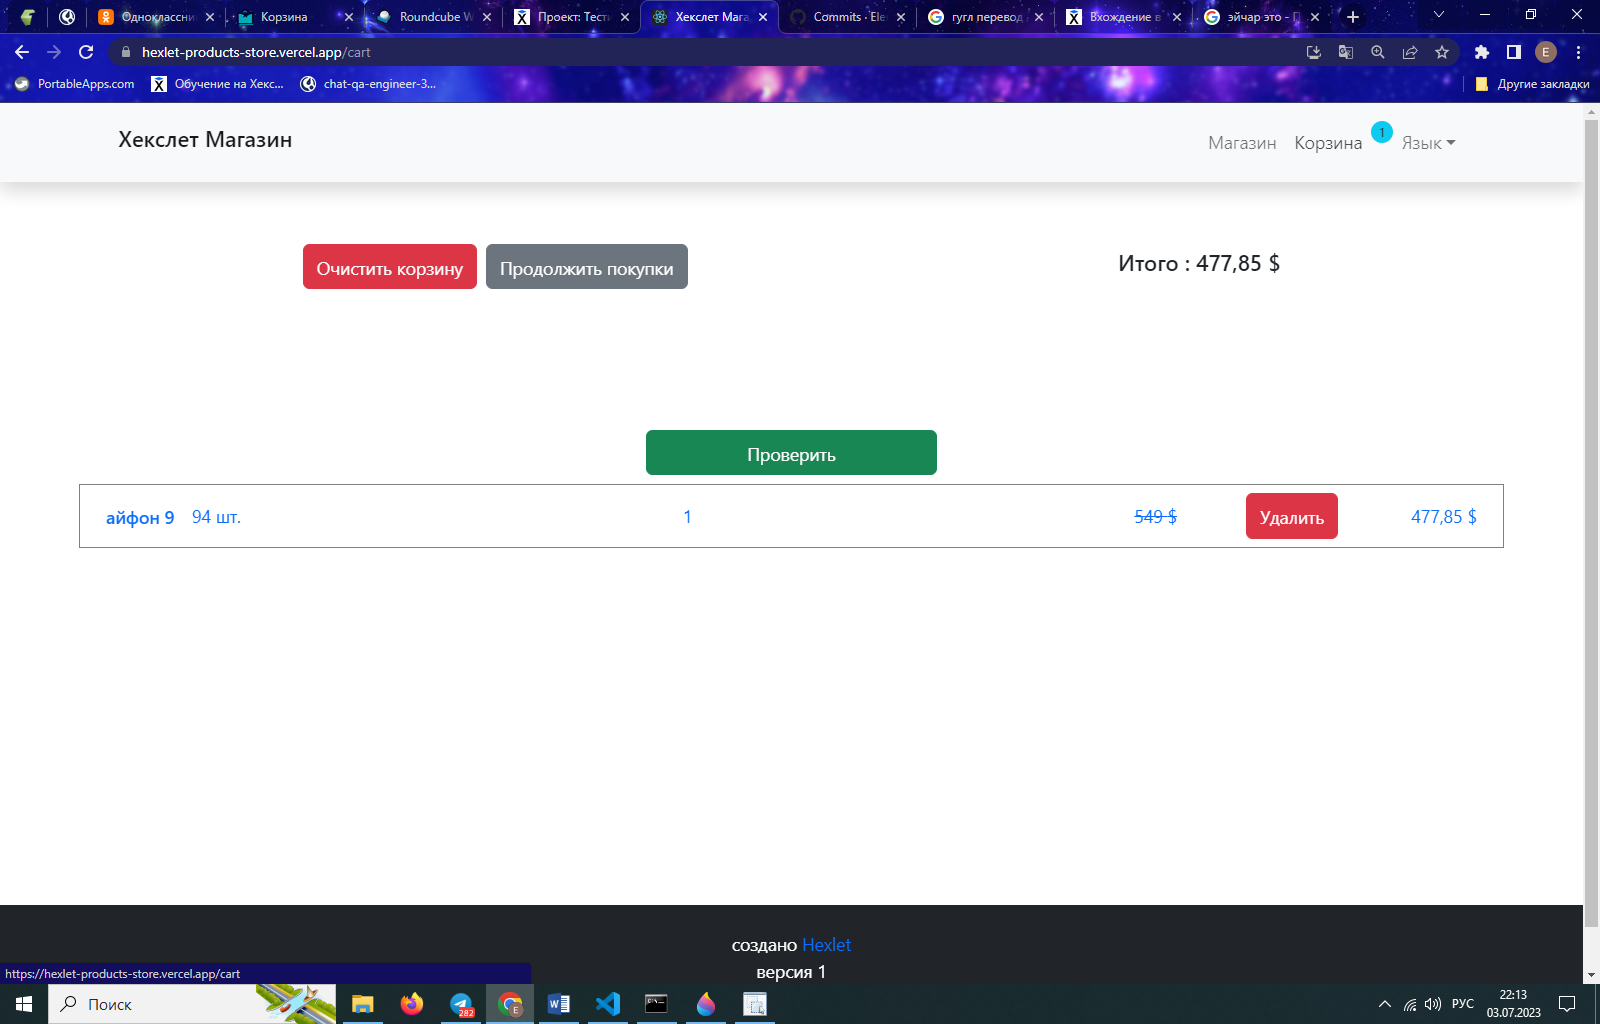 Одноклассни
Корзина
Roundcube W
Проект: Тести
Хекслет Мага
Commits · Ele
гугл перевод
Вхождение в
эйчар это - П
hexlet-products-store.vercel.app/cart
E
PortableApps.com
Обучение на Хекс...
chat-qa-engineer-3...
Другие закладки
Хекслет Магазин
Магазин
Корзина
1
Язык
Очистить корзину
Продолжить покупки
Итого : 477,85 $
Проверить
айфон 9 94 шт. 1 549 $ Удалить 477,85 $
создано Hexlet
версия 1
https://hexlet-products-store.vercel.app/cart
Поиск
282
E
РУС
22:13
03.07.2023